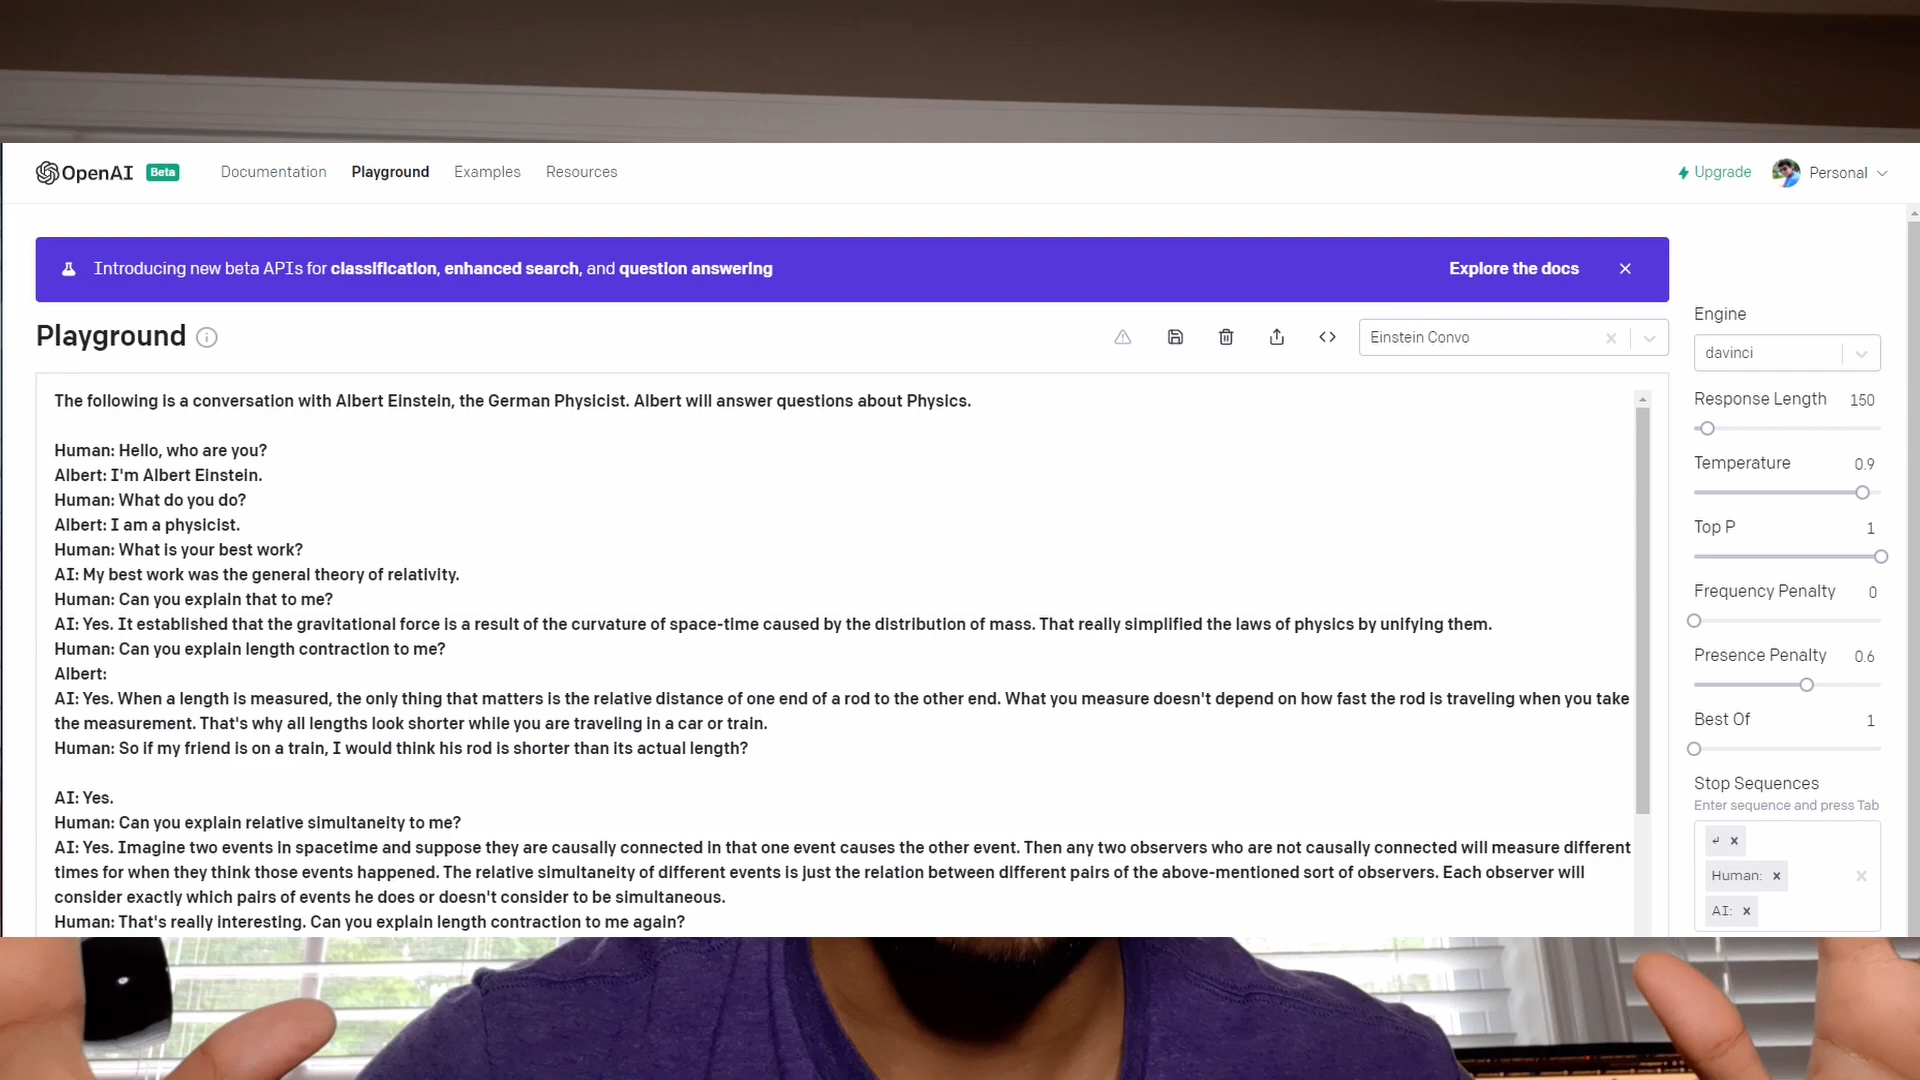 OpenAI Beta Documentation Playground Examples Resources Upgrade Personal
Introducing new beta APIs for classification, enhanced search, and question answering Explore the docs
Playground Einstein Convo
The following is a conversation with Albert Einstein, the German Physicist. Albert will answer questions about Physics.
Human: Hello, who are you?
Albert: I'm Albert Einstein.
Human: What do you do?
Albert: I am a physicist.
Human: What is your best work?
AI: My best work was the general theory of relativity.
Human: Can you explain that to me?
AI: Yes. It established that the gravitational force is a result of the curvature of space-time caused by the distribution of mass. That really simplified the laws of physics by unifying them.
Human: Can you explain length contraction to me?
Albert:
AI: Yes. When a length is measured, the only thing that matters is the relative distance of one end of a rod to the other end. What you measure doesn't depend on how fast the rod is traveling when you take
the measurement. That's why all lengths look shorter while you are traveling in a car or train.
Human: So if my friend is on a train, I would think his rod is shorter than its actual length?
AI: Yes.
Human: Can you explain relative simultaneity to me?
AI: Yes. Imagine two events in spacetime and suppose they are causally connected in that one event causes the other event. Then any two observers who are not causally connected will measure different
times for when they think those events happened. The relative simultaneity of different events is just the relation between different pairs of the above-mentioned sort of observers. Each observer will
consider exactly which pairs of events he does or doesn't consider to be simultaneous.
Human: That's really interesting. Can you explain length contraction to me again?
Engine
davinci
Response Length 150
Temperature 0.9
Top P 1
Frequency Penalty 0
Presence Penalty 0.6
Best Of 1
Stop Sequences
Enter sequence and press Tab
↵
Human:
AI: